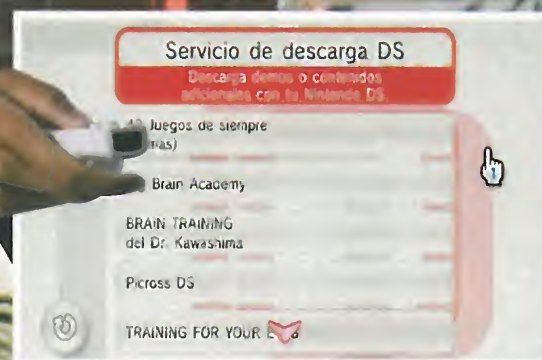 Servicio de descarga DS
Descarga demos o contenidos
adicionales con tu Nintendo DS.
Juegos de siempre
Brain Academy
BRAIN TRAINING
del Dr. Kawashima
Picross DS
TRAINING FOR YOUR
1